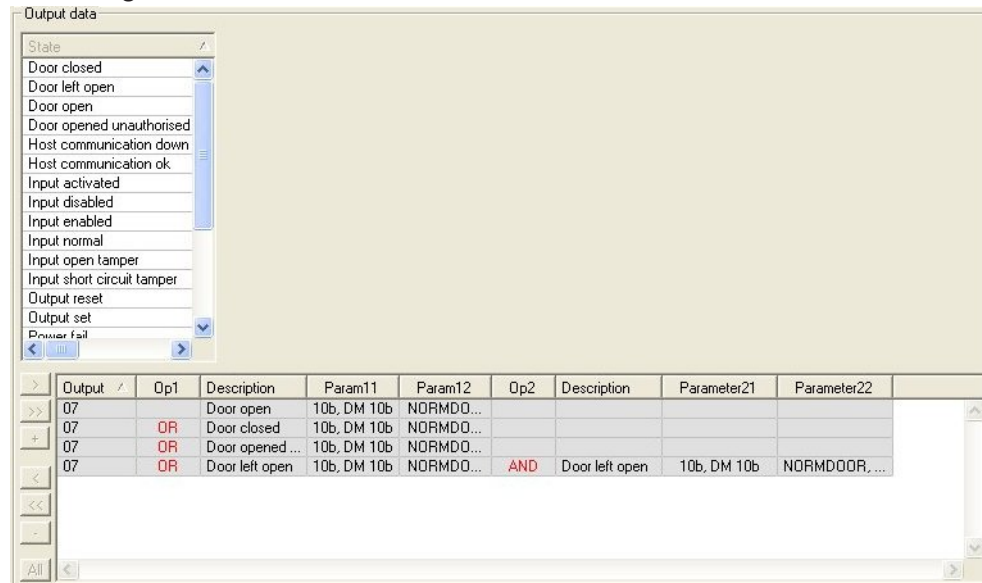 Output data
State
Door closed
Door left open
Door open
Door opened unauthorised
Host communication down
Host communication ok
Input activated
Input disabled
Input enabled
Input normal
Input open tamper
Input short circuit tamper
Output reset
Output set
Power fail
> Output Op1 Description Param11 Param12 Op2 Description Parameter21 Parameter22
>> 07 Door open 10b, DM 10b NORMDO...
+ 07 OR Door closed 10b, DM 10b NORMDO...
07 OR Door opened ... 10b, DM 10b NORMDO...
< 07 OR Door left open 10b, DM 10b NORMDO... AND Door left open 10b, DM 10b NORMDOOR, ...
<<
-
All